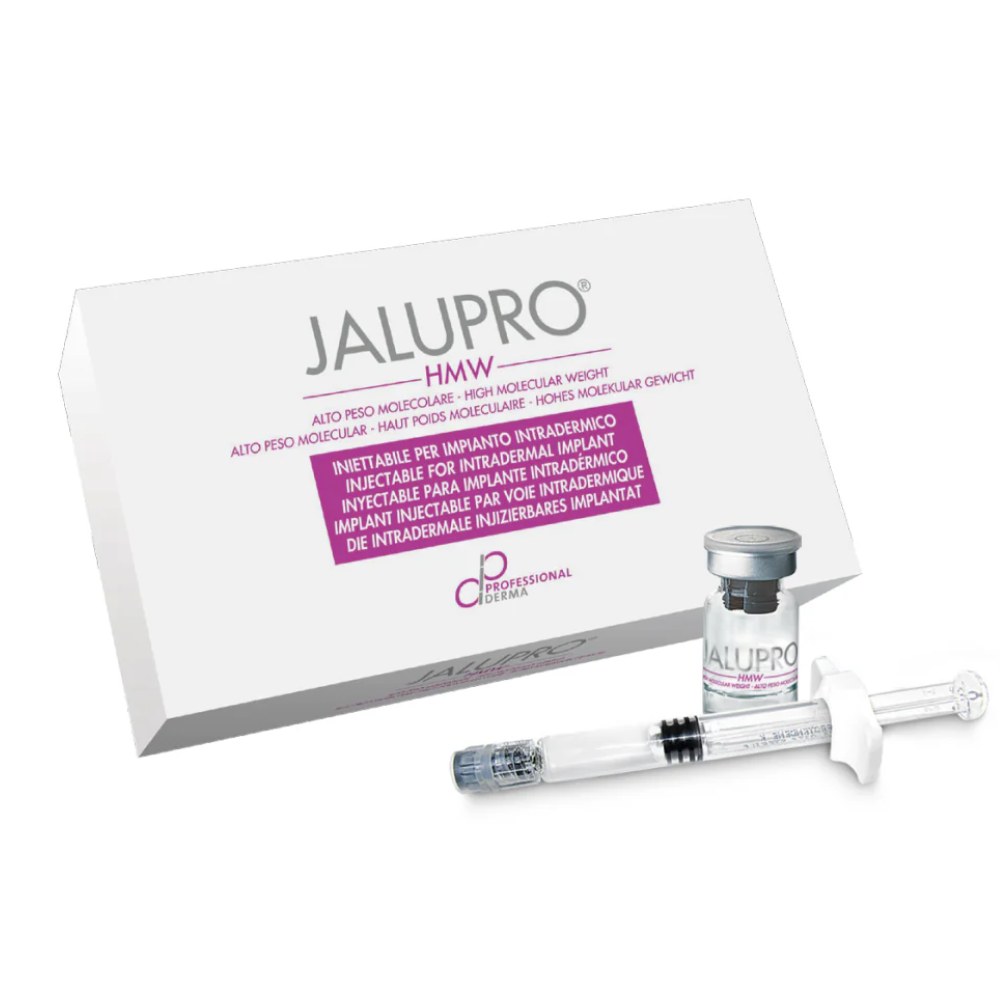 JALUPRO®
HMW
ALTO PESO MOLECOLARE - HIGH MOLECULAR WEIGHT
ALTO PESO MOLECULAR - HAUT POIDS MOLECULAIRE - HOHES MOLEKULAR GEWICHT
INIETTABILE PER IMPIANTO INTRADERMICO
INJECTABLE FOR INTRADERMAL IMPLANT
INYECTABLE PARA IMPLANTE INTRADÉRMICO
IMPLANT INJECTABLE PAR VOIE INTRADERMIQUE
DIE INTRADERMALE INJIZIERBARES IMPLANTAT
dp PROFESSIONAL
DERMA
JALUPRO®
HMW
JALUPRO
HMW